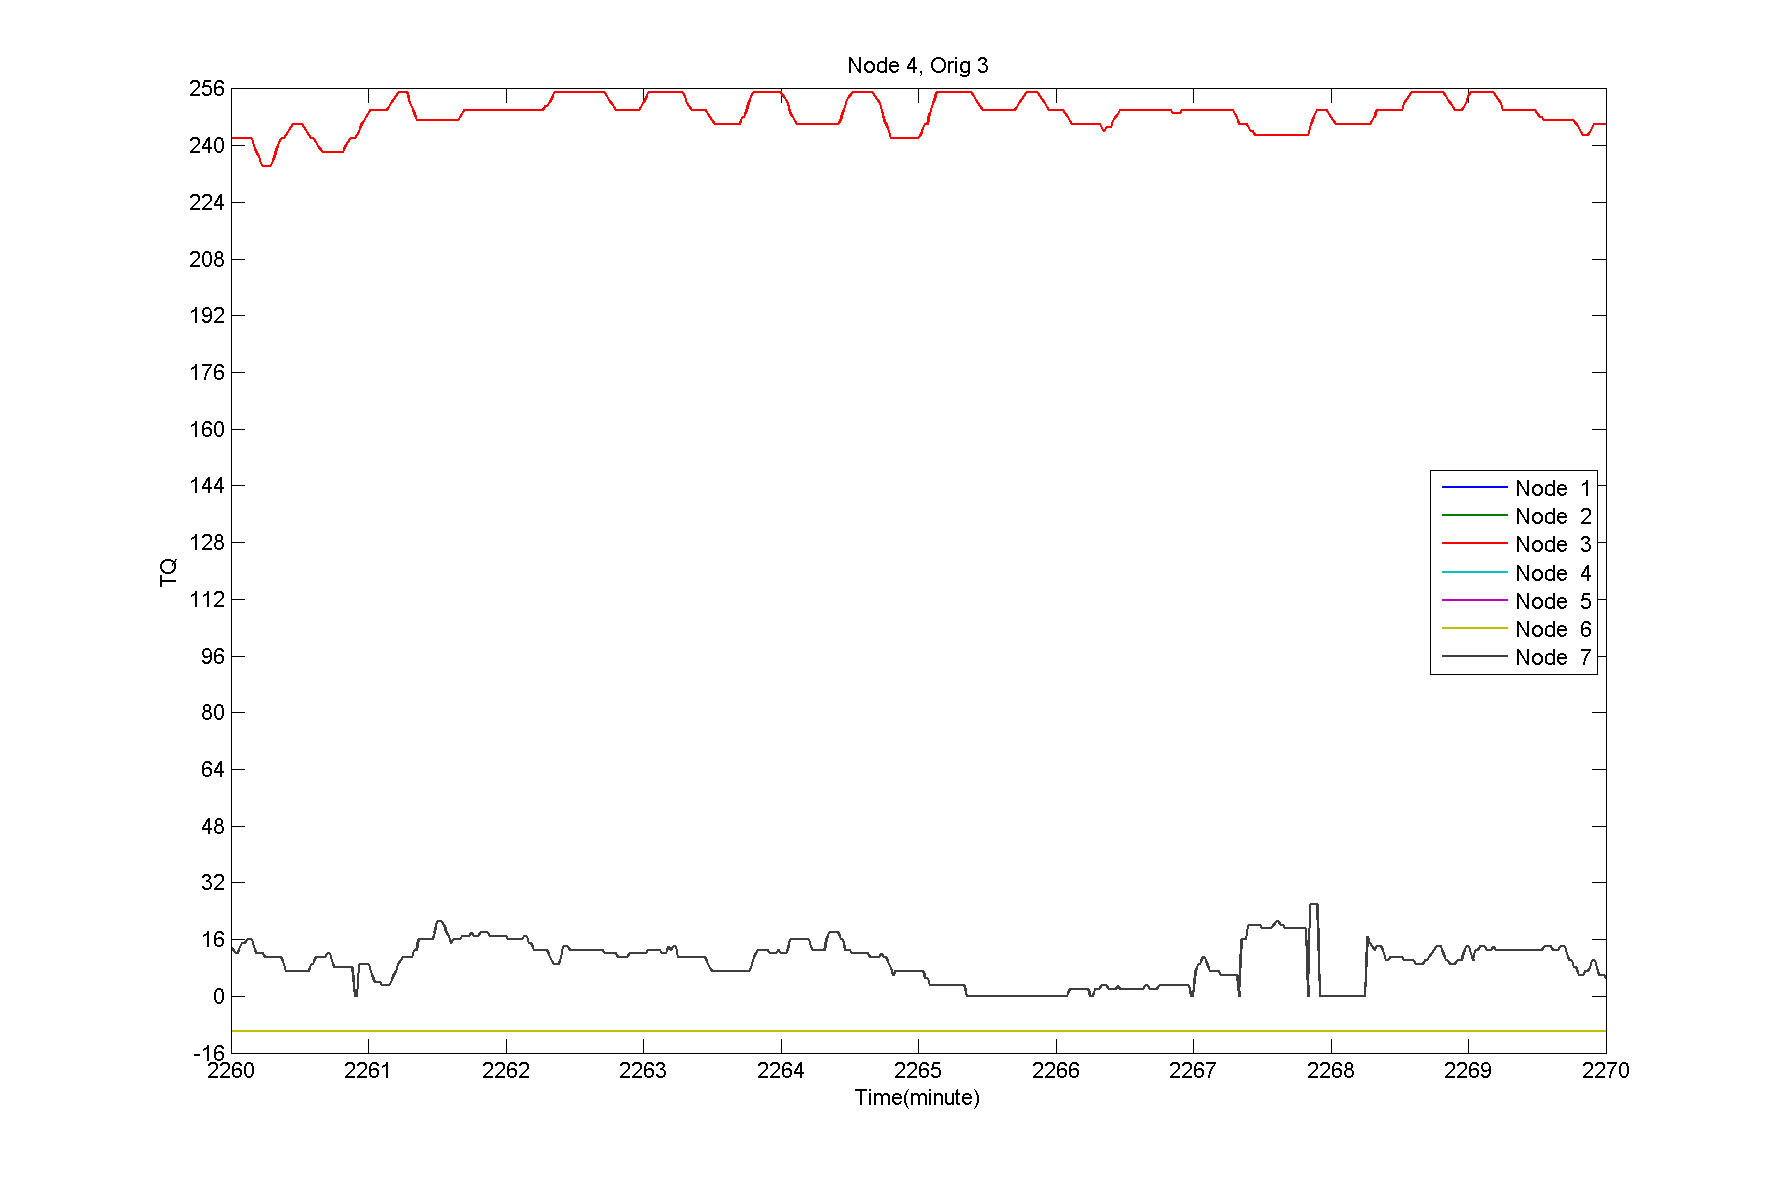 Node 4, Orig 3
256
240
224
208
192
176
160
144
128
112
96
80
64
48
32
16
0
-16
TQ
Node 1
Node 2
Node 3
Node 4
Node 5
Node 6
Node 7
2260 2261 2262 2263 2264 2265 2266 2267 2268 2269 2270
Time(minute)